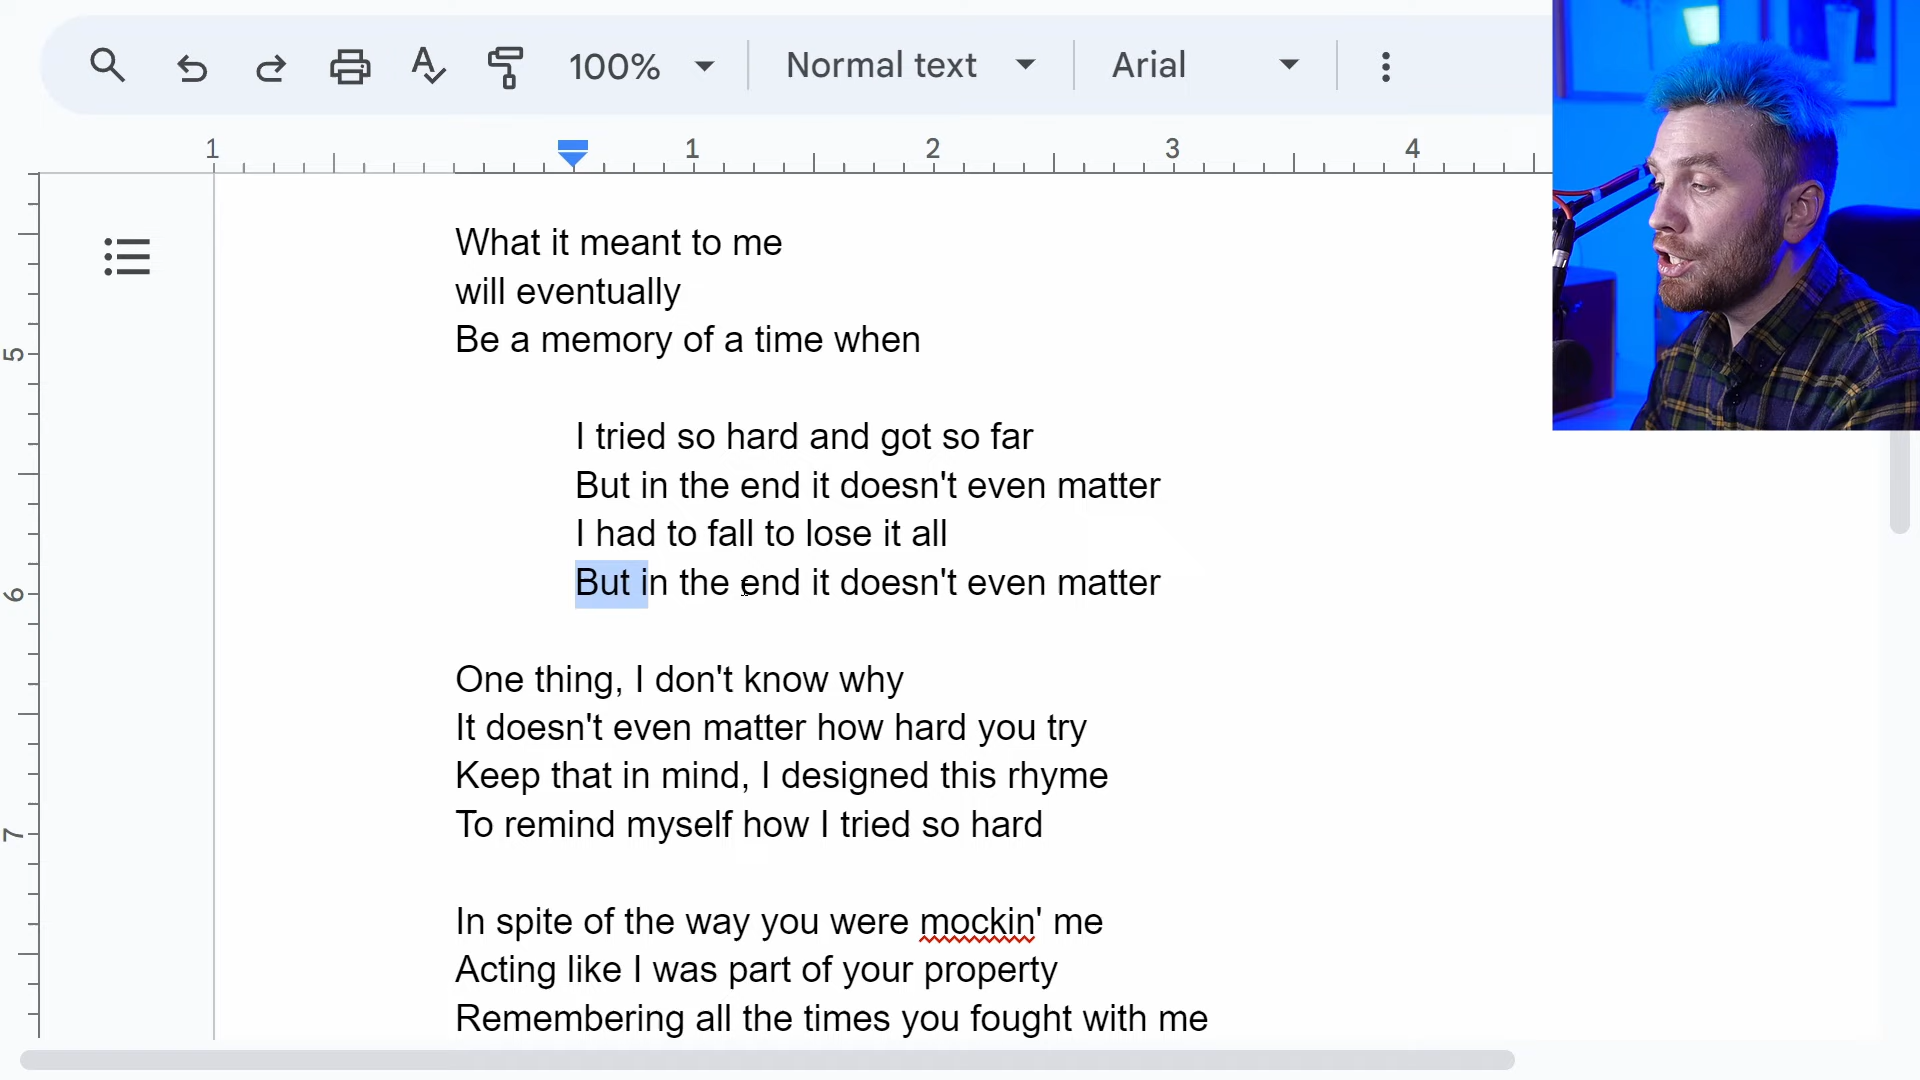 100% Normal text Arial
1 1 2 3 4
What it meant to me
will eventually
Be a memory of a time when
5
I tried so hard and got so far
But in the end it doesn't even matter
I had to fall to lose it all
But in the end it doesn't even matter
6
One thing, I don't know why
It doesn't even matter how hard you try
Keep that in mind, I designed this rhyme
To remind myself how I tried so hard
7
In spite of the way you were mockin' me
Acting like I was part of your property
Remembering all the times you fought with me